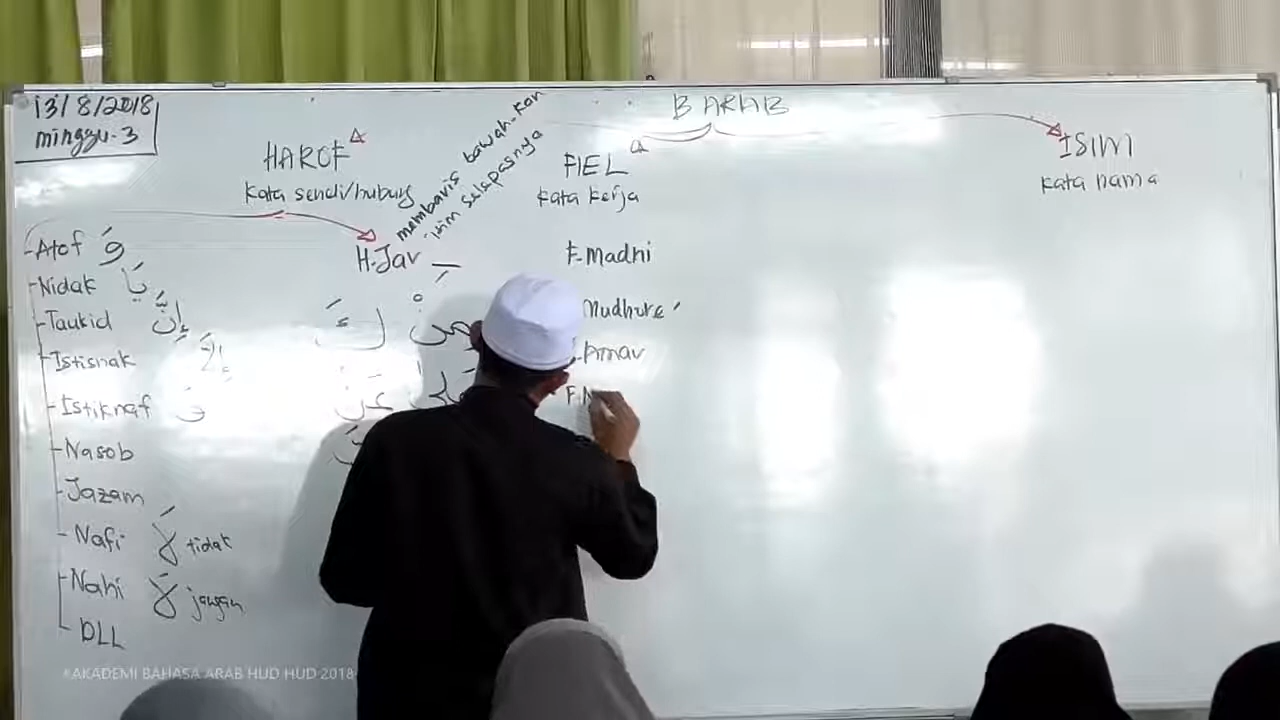 13/8/2018
minggu-3
B ARAB
HAROF
kata sendi/hubung
membaris bawah-kan
isim selepasnya
FIEL
kata kerja
ISIM
kata nama
H.Jar
Atof وَ
Nidak يَا
Taukid إِنَّ
Istisnak إِلَّا
Istiknaf وَ
Nasob
Jazam
Nafi لَا tidak
Nahi لَا jangan
DLL
مِنْ لَ
عَنْ
F.Madhi
Mudhore'
Amar
F.N
#AKADEMI BAHASA ARAB HUD HUD 2018